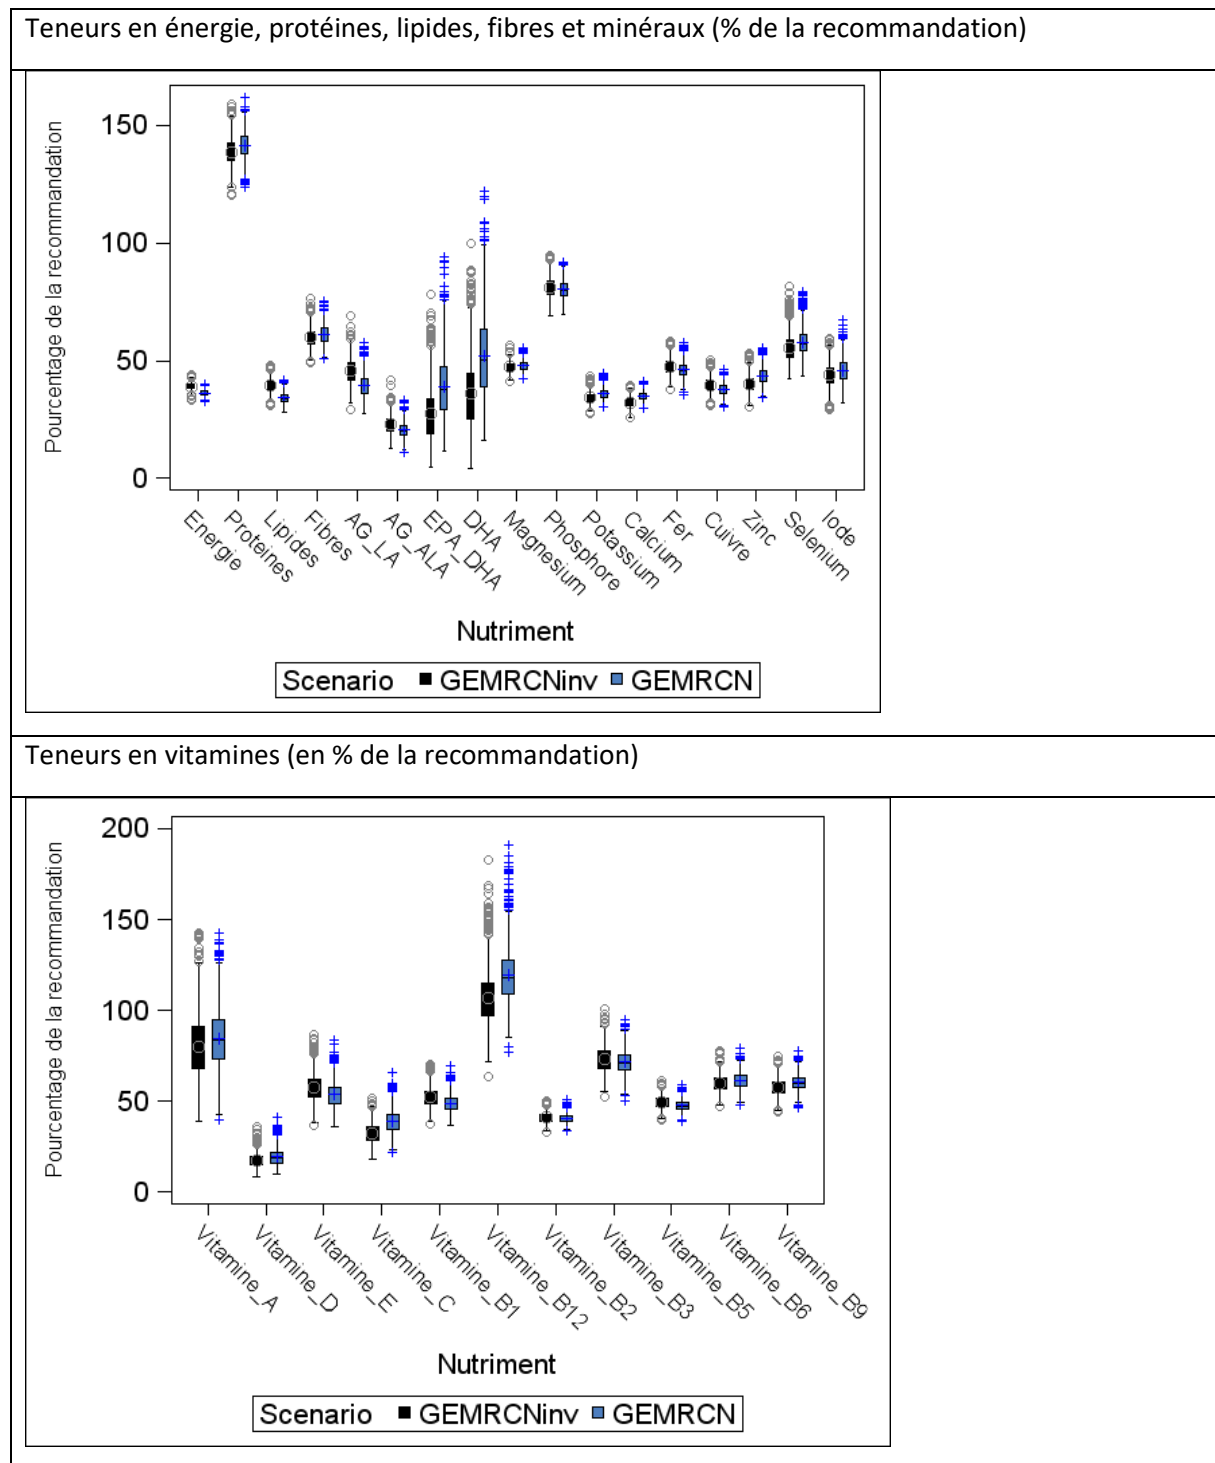 Teneurs en énergie, protéines, lipides, fibres et minéraux (% de la recommandation)
Pourcentage de la recommandation
150
100
50
0
Energie
Proteines
Lipides
Fibres
AG_LA
AG_ALA
EPA_DHA
DHA
Magnesium
Phosphore
Potassium
Calcium
Fer
Cuivre
Zinc
Selenium
Iode
Nutriment
Scenario GEMRCNinv GEMRCN
Teneurs en vitamines (en % de la recommandation)
Pourcentage de la recommandation
200
150
100
50
0
Vitamine_A
Vitamine_D
Vitamine_E
Vitamine_C
Vitamine_B1
Vitamine_B12
Vitamine_B2
Vitamine_B3
Vitamine_B5
Vitamine_B6
Vitamine_B9
Nutriment
Scenario GEMRCNinv GEMRCN